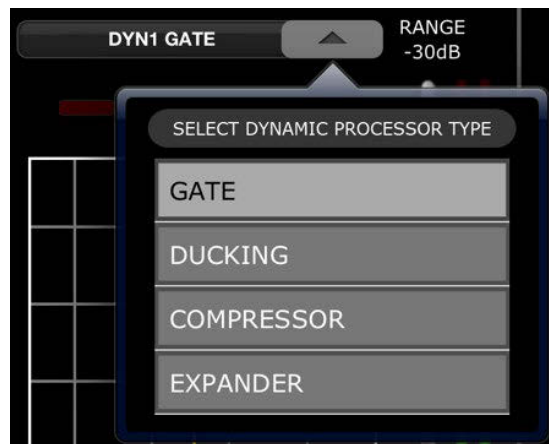 DYN1 GATE
RANGE
-30dB
SELECT DYNAMIC PROCESSOR TYPE
GATE
DUCKING
COMPRESSOR
EXPANDER